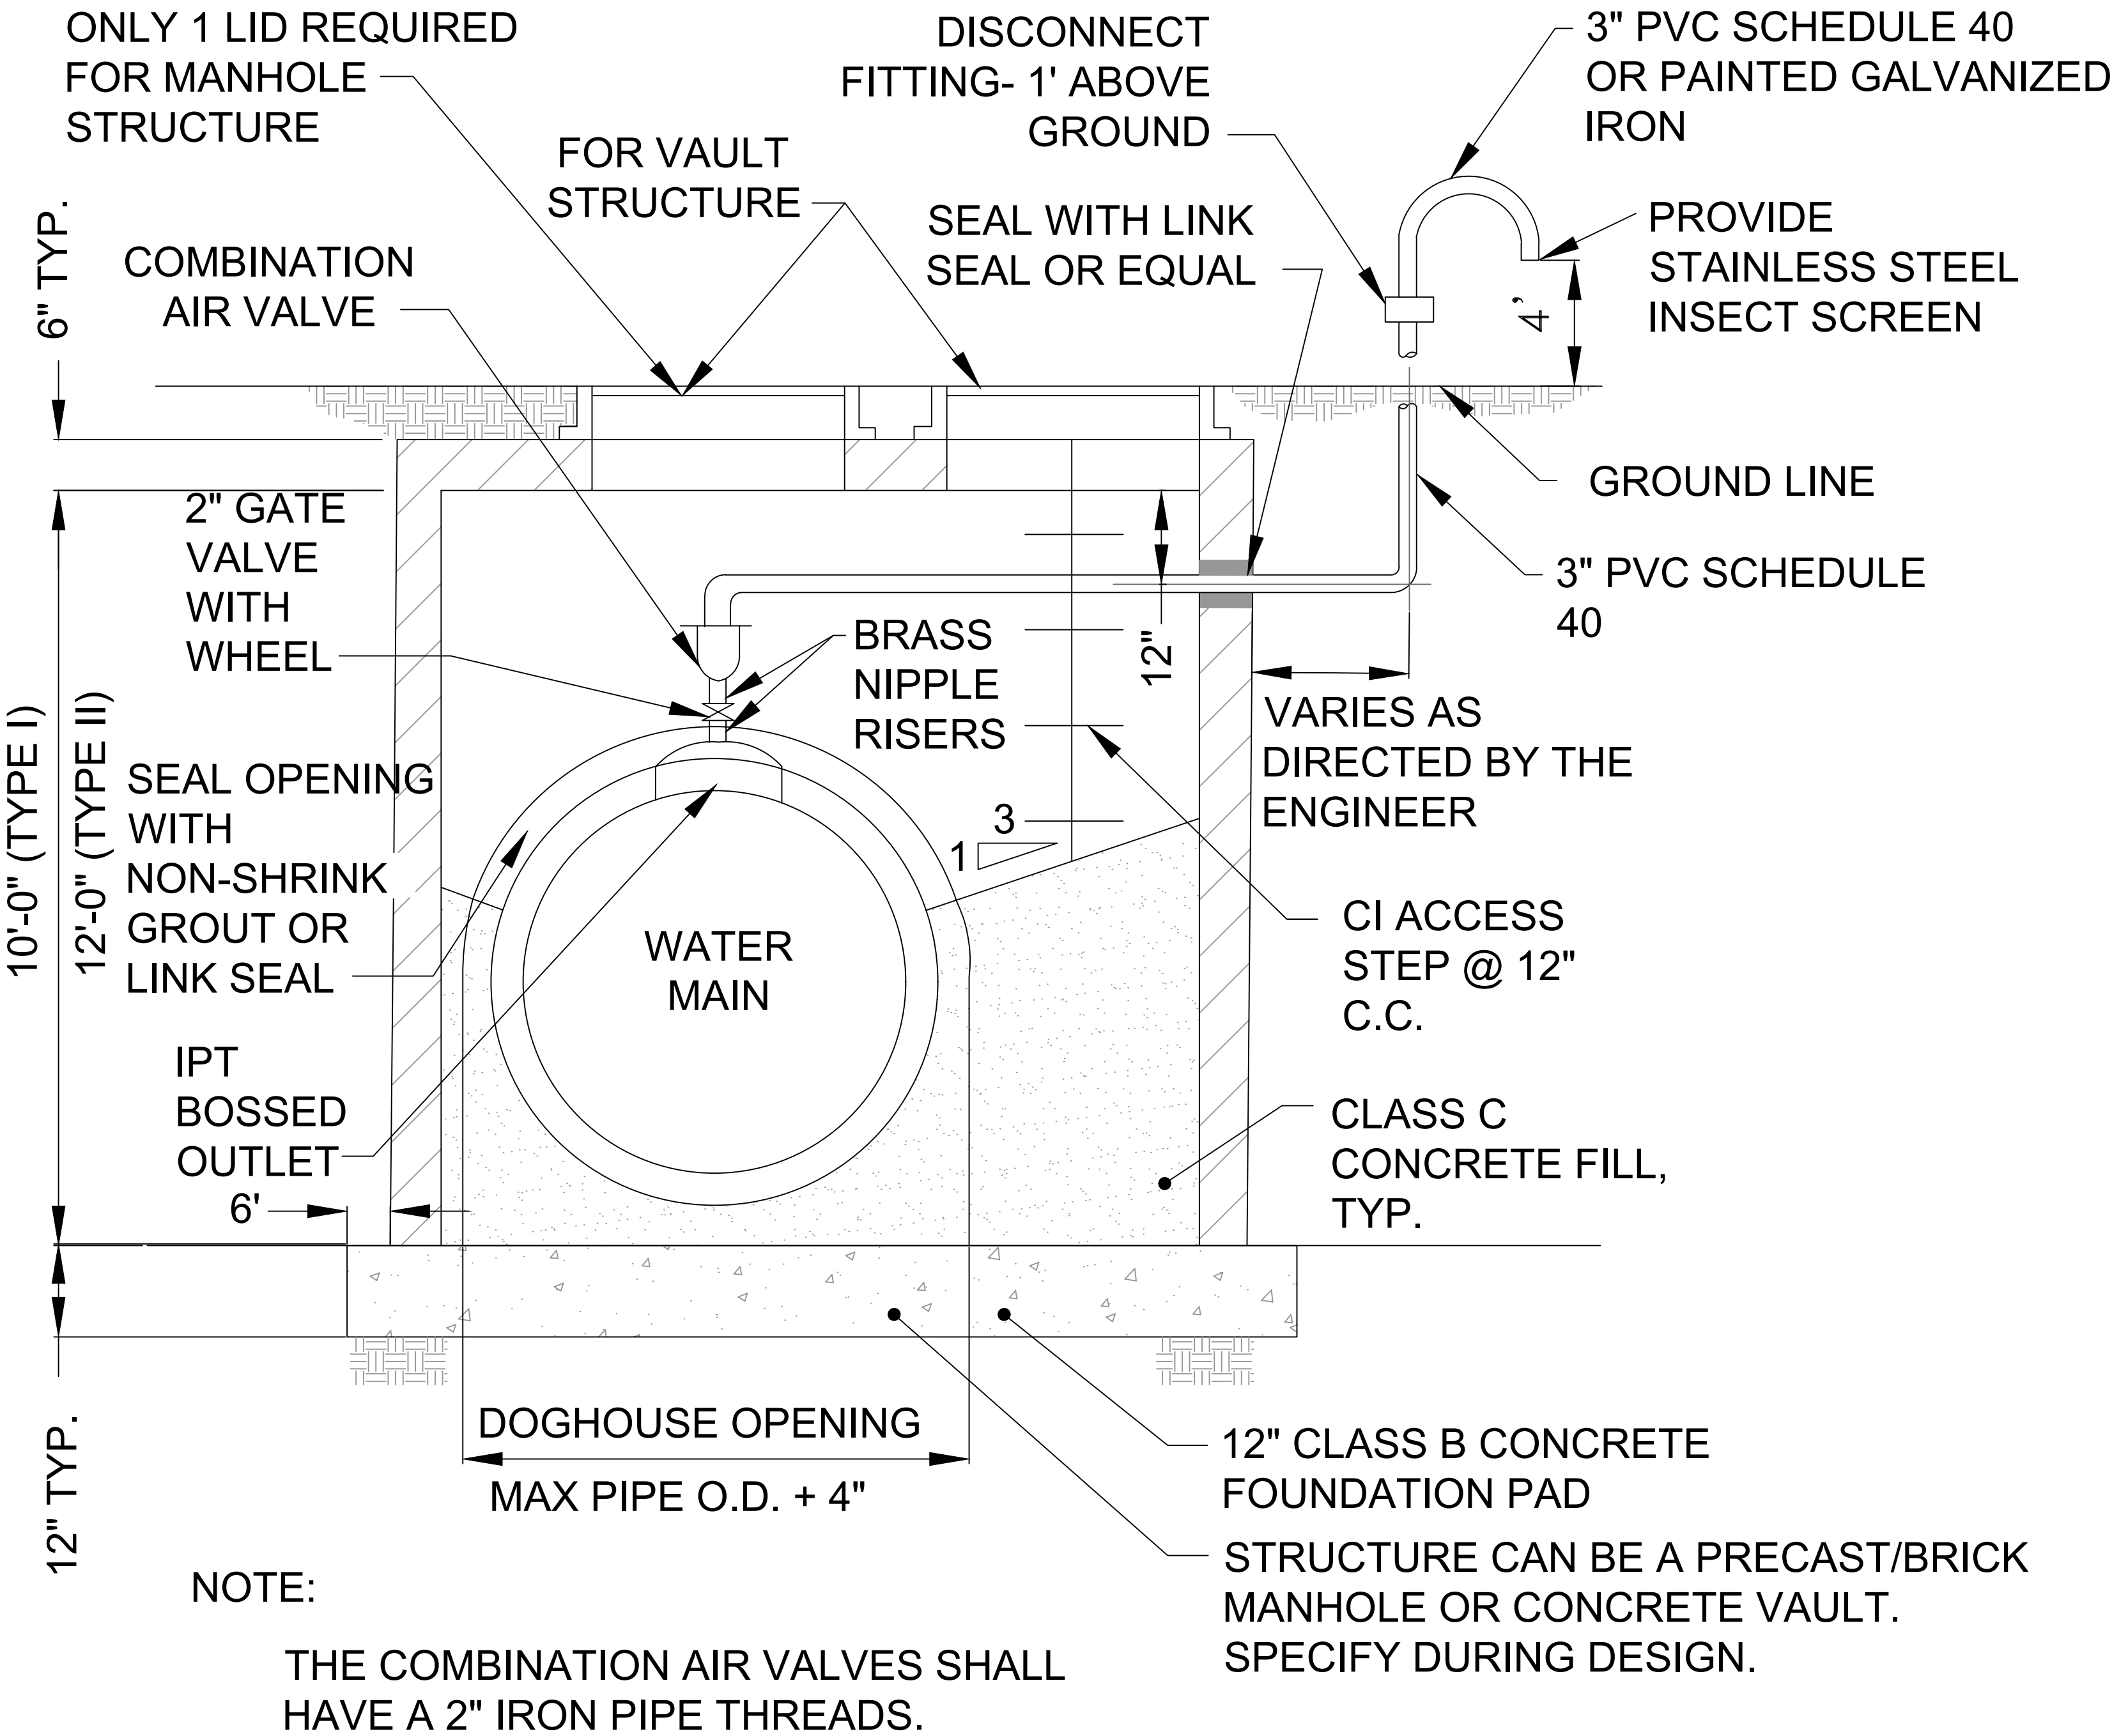 ONLY 1 LID REQUIRED
FOR MANHOLE
STRUCTURE
FOR VAULT
STRUCTURE
DISCONNECT
FITTING- 1' ABOVE
GROUND
3" PVC SCHEDULE 40
OR PAINTED GALVANIZED
IRON
6" TYP.
COMBINATION
AIR VALVE
SEAL WITH LINK
SEAL OR EQUAL
PROVIDE
STAINLESS STEEL
INSECT SCREEN
4'
GROUND LINE
2" GATE
VALVE
WITH
WHEEL
3" PVC SCHEDULE
40
BRASS
NIPPLE
RISERS
12"
VARIES AS
DIRECTED BY THE
ENGINEER
10'-0" (TYPE I)
12'-0" (TYPE II)
SEAL OPENING
WITH
NON-SHRINK
GROUT OR
LINK SEAL
3
1
WATER
MAIN
CI ACCESS
STEP @ 12"
C.C.
IPT
BOSSED
OUTLET
6'
CLASS C
CONCRETE FILL,
TYP.
12" TYP.
DOGHOUSE OPENING
MAX PIPE O.D. + 4"
12" CLASS B CONCRETE
FOUNDATION PAD
STRUCTURE CAN BE A PRECAST/BRICK
MANHOLE OR CONCRETE VAULT.
SPECIFY DURING DESIGN.
NOTE:
THE COMBINATION AIR VALVES SHALL
HAVE A 2" IRON PIPE THREADS.